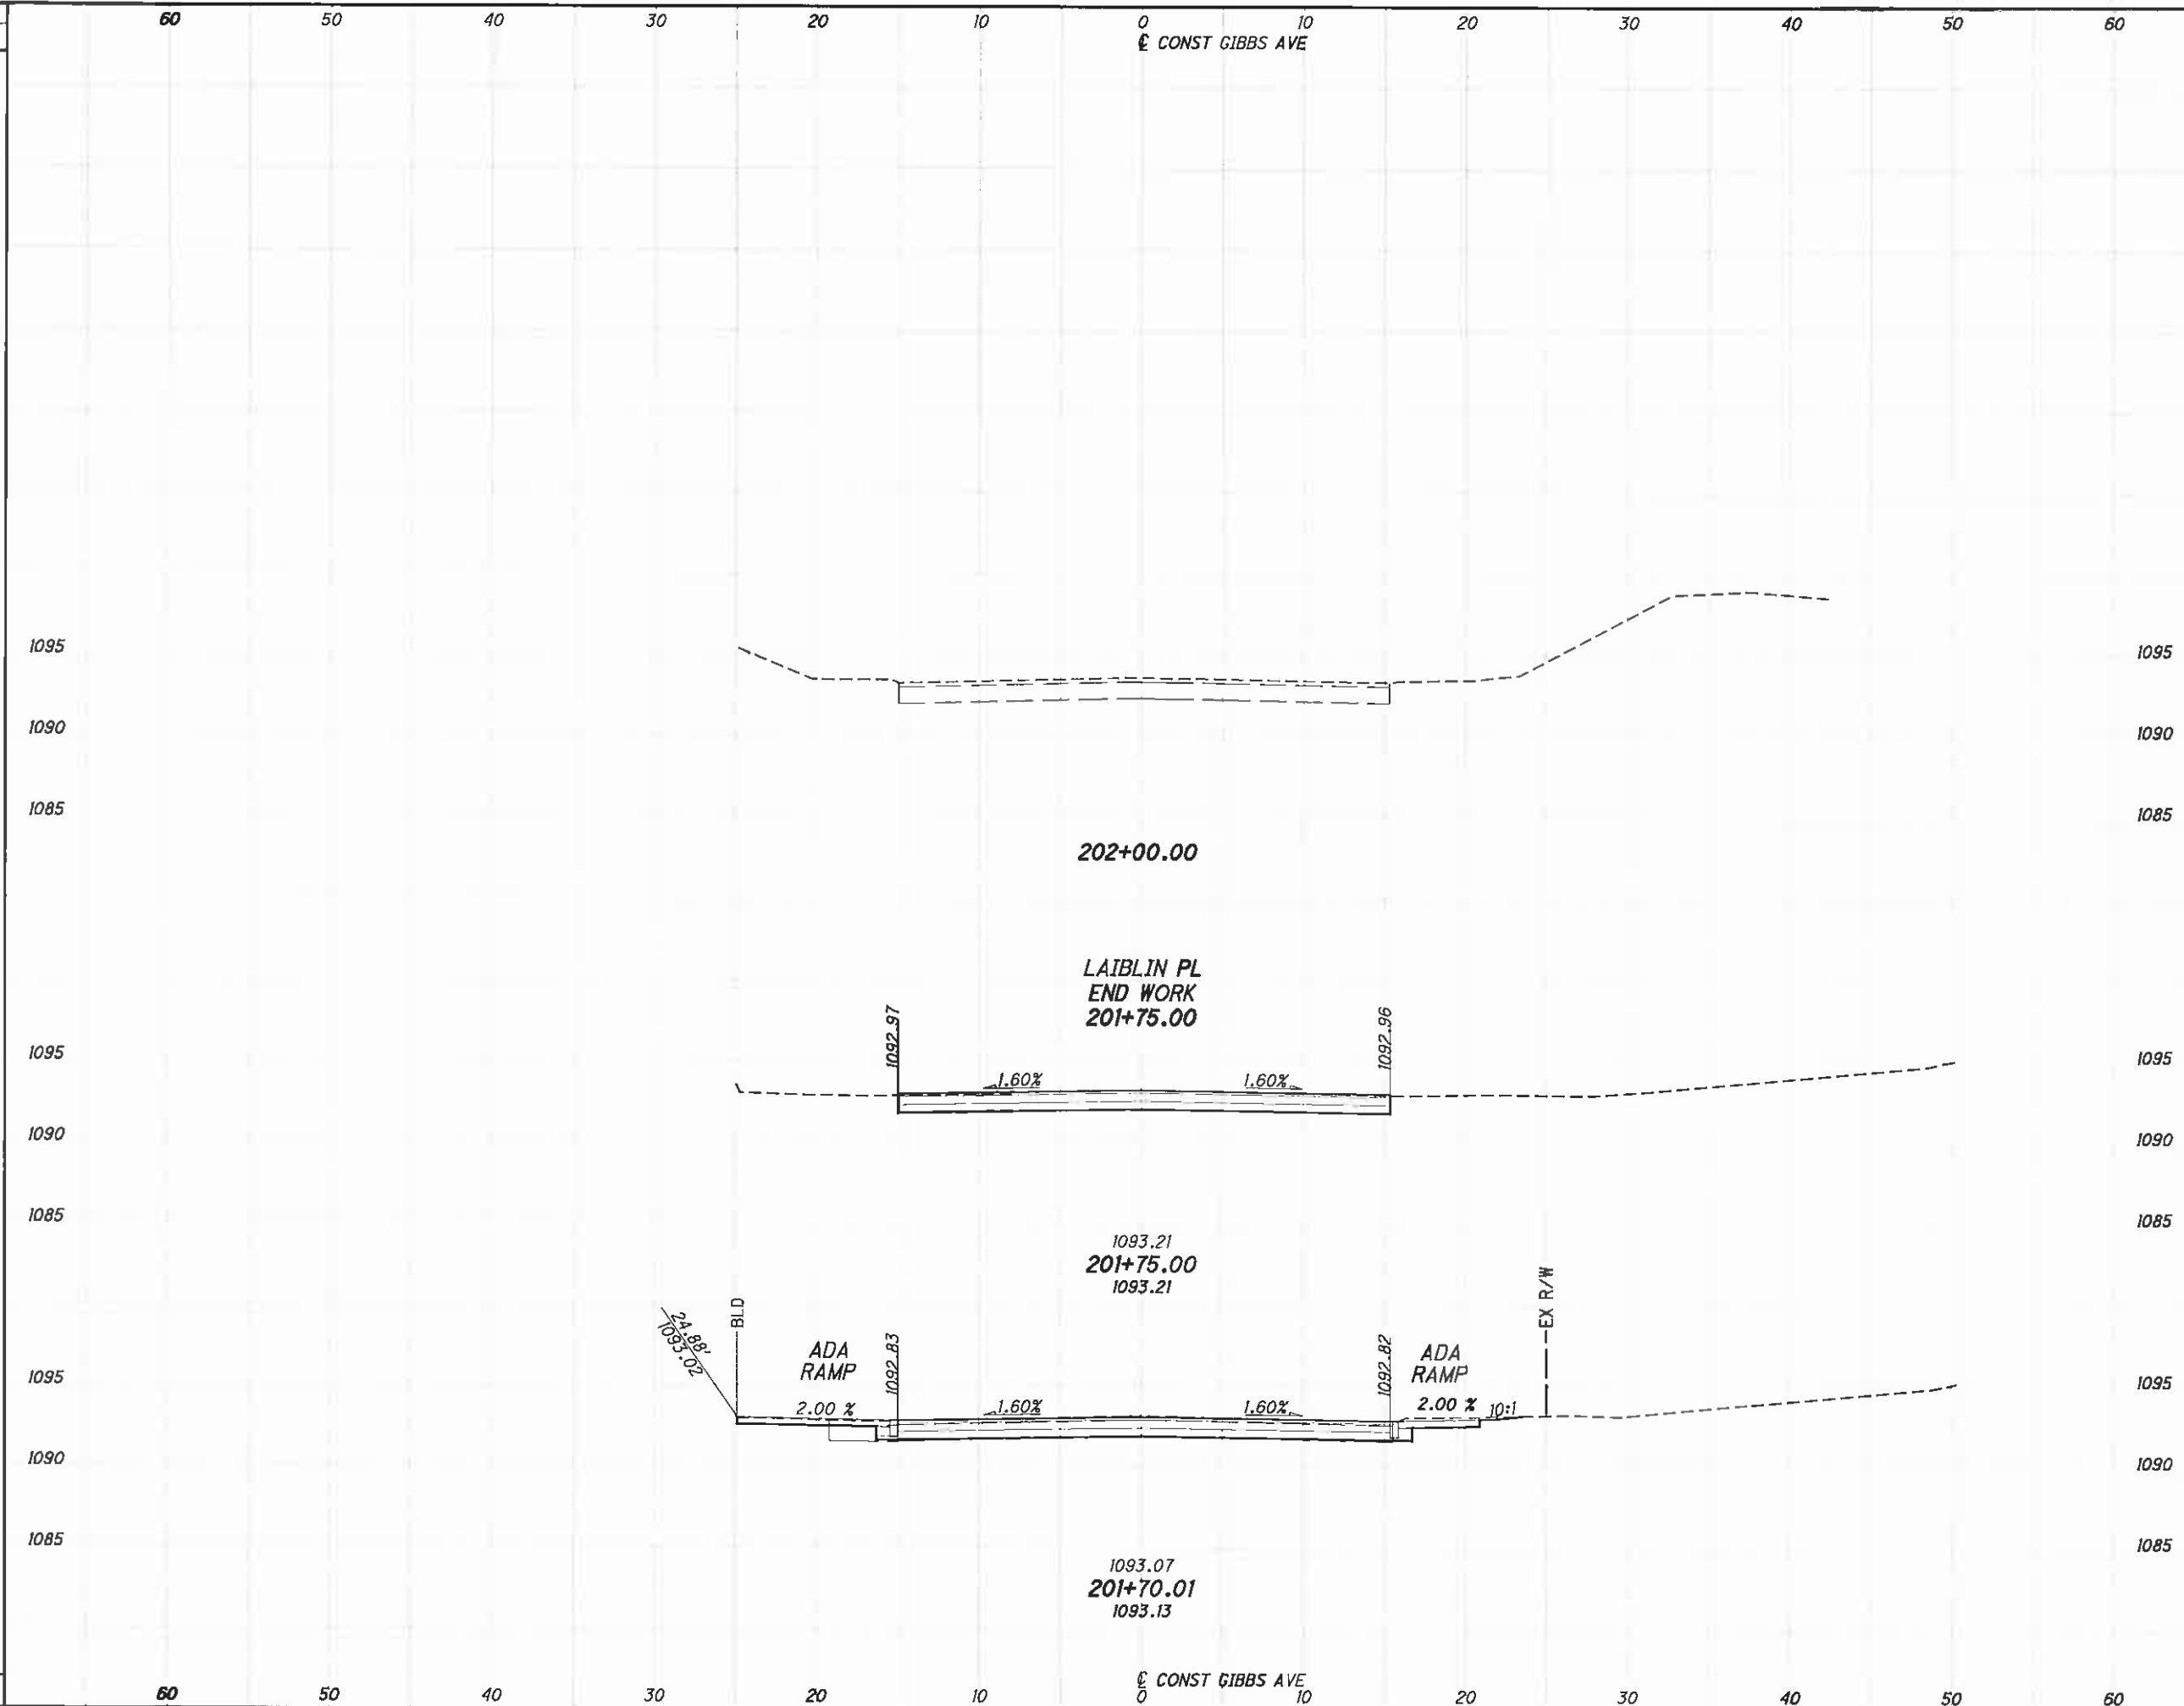 60 50 40 30 20 10 0 10 20 30 40 50 60
℄ CONST GIBBS AVE
1095 1095
1090 1090
1085 1085
202+00.00
LAIBLIN PL
END WORK
201+75.00
1092.97 1092.96
1095 1095
1.60% 1.60%
1090 1090
1085 1085
1093.21
201+75.00
1093.21
24.88'
1093.02
BLD
EX R/W
ADA
RAMP
1092.83
1092.82
ADA
RAMP
1095 1095
2.00 % 1.60% 1.60% 2.00 % 10:1
1090 1090
1085 1085
1093.07
201+70.01
1093.13
℄ CONST GIBBS AVE
60 50 40 30 20 10 0 10 20 30 40 50 60